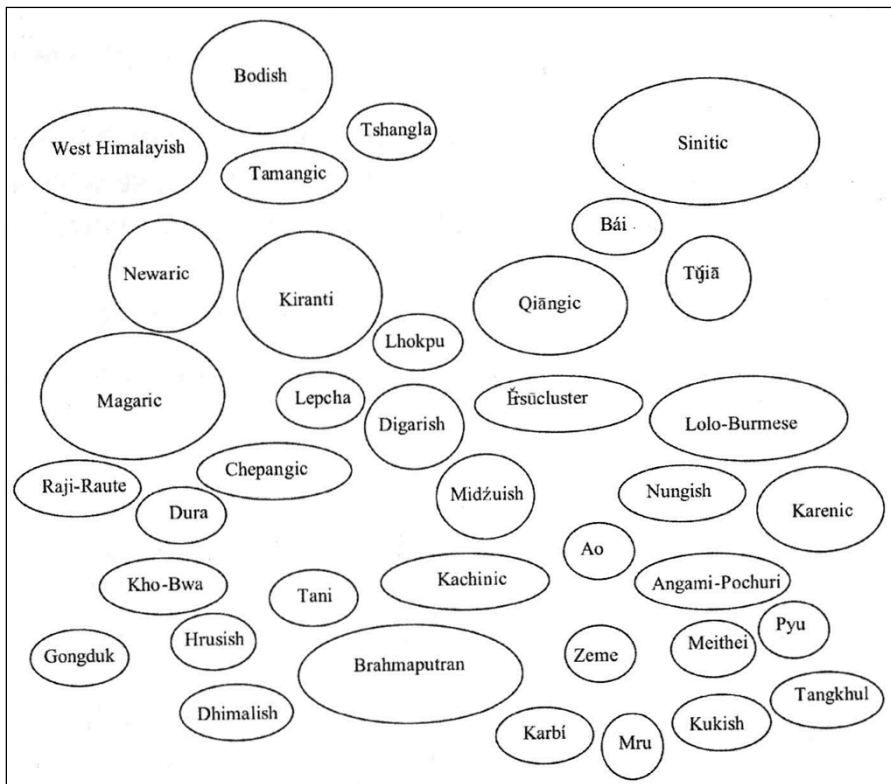 Bodish
Tshangla
West Himalayish
Sinitic
Tamangic
Bái
Newaric
Kiranti
Qiāngic
Tǔjiā
Lhokpu
Magaric
Lepcha
Digarish
Ěrsūcluster
Lolo-Burmese
Raji-Raute
Chepangic
Dura
Midźuish
Nungish
Karenic
Ao
Kho-Bwa
Tani
Kachinic
Angami-Pochuri
Gongduk
Hrusish
Brahmaputran
Zeme
Meithei
Pyu
Dhimalish
Karbí
Mru
Kukish
Tangkhul